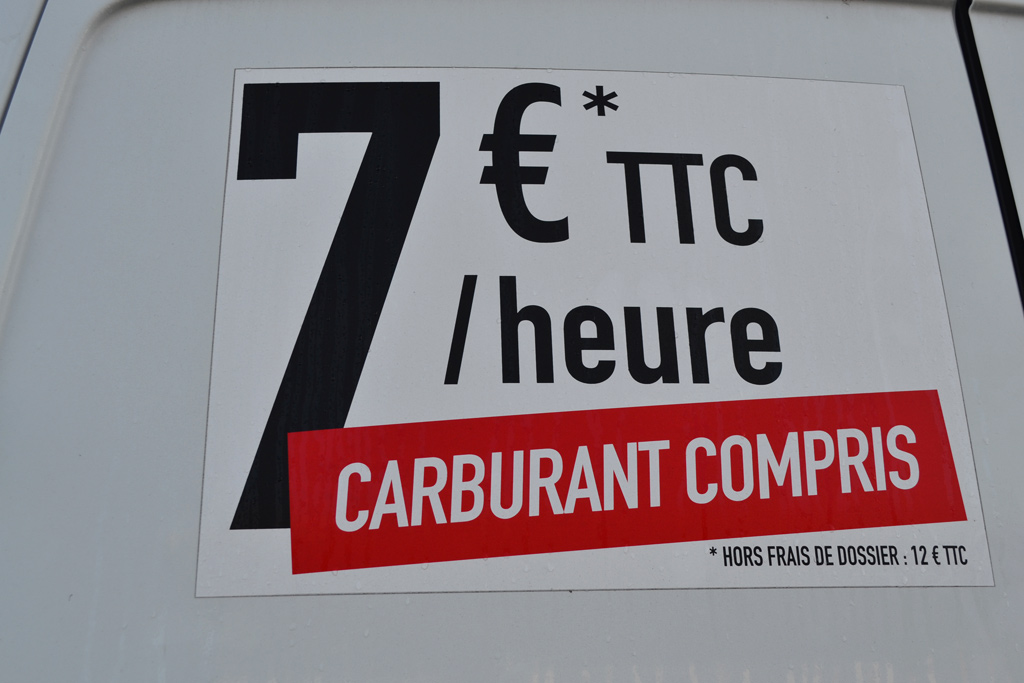 7 €* TTC
/heure
CARBURANT COMPRIS
* HORS FRAIS DE DOSSIER : 12 € TTC